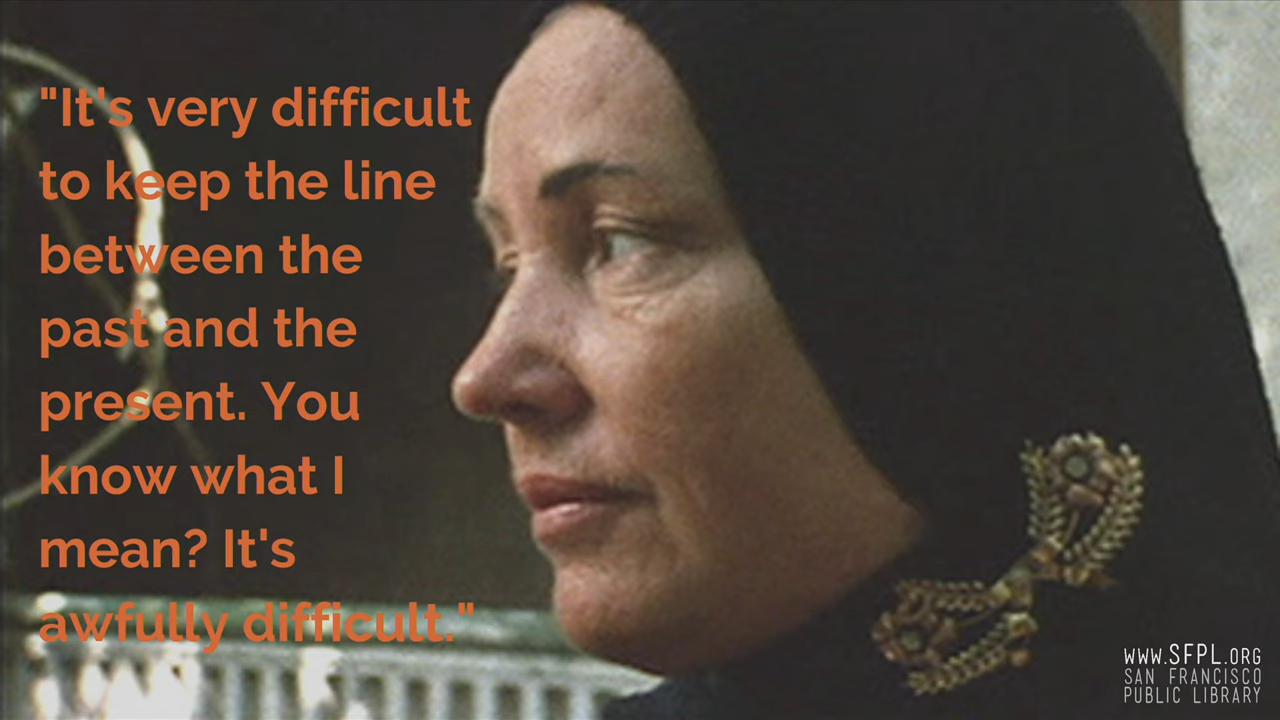 "It's very difficult
to keep the line
between the
past and the
present. You
know what I
mean? It's
awfully difficult."
WWW.SFPL.ORG
SAN FRANCISCO
PUBLIC LIBRARY